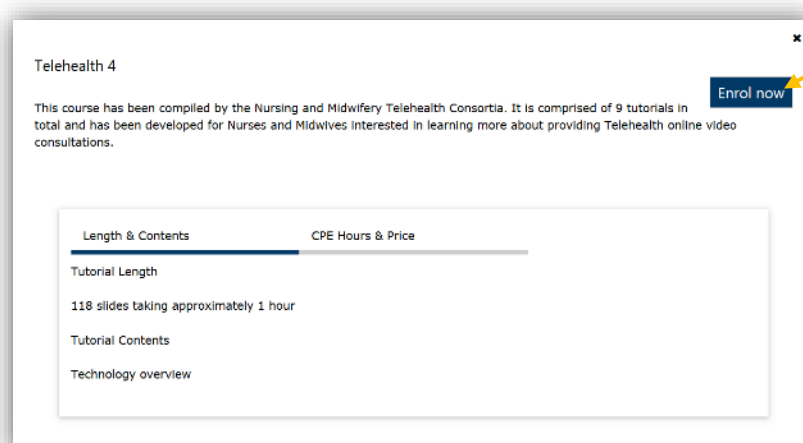 Telehealth 4
Enrol now
This course has been compiled by the Nursing and Midwifery Telehealth Consortia. It is comprised of 9 tutorials in
total and has been developed for Nurses and Midwives interested in learning more about providing Telehealth online video
consultations.
Length & Contents CPE Hours & Price
Tutorial Length
118 slides taking approximately 1 hour
Tutorial Contents
Technology overview